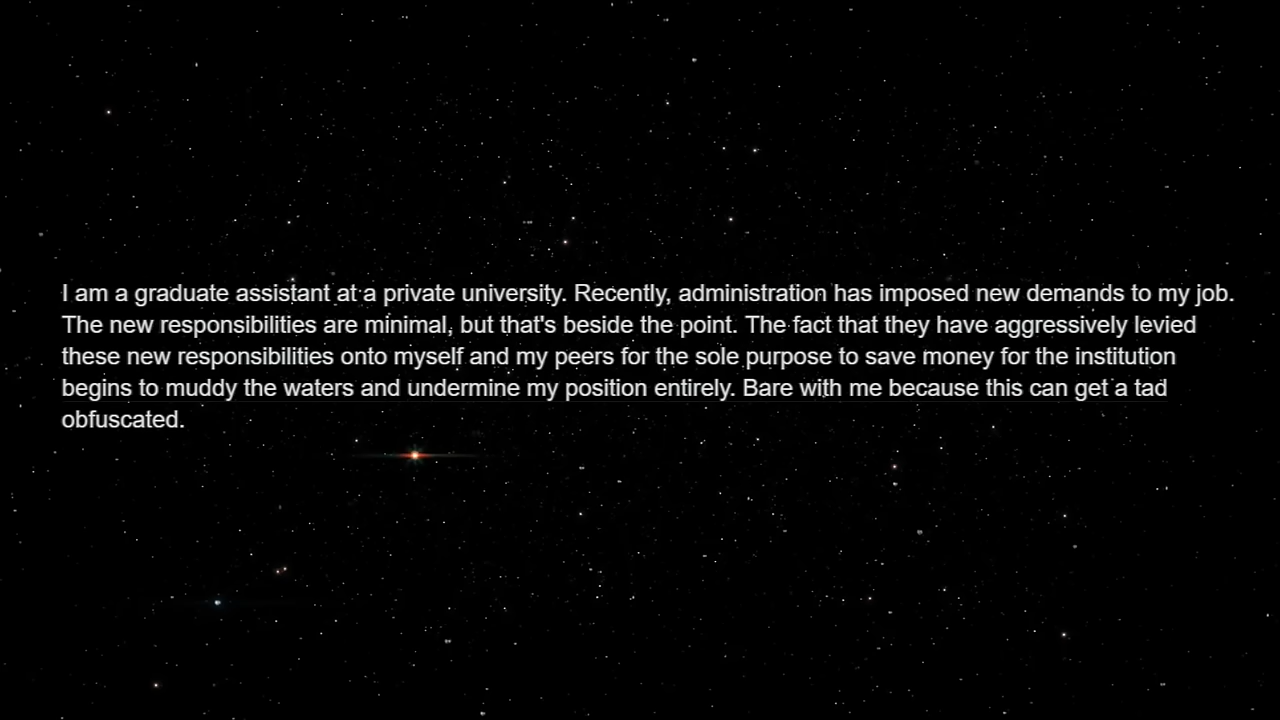 I am a graduate assistant at a private university. Recently, administration has imposed new demands to my job.
The new responsibilities are minimal, but that's beside the point. The fact that they have aggressively levied
these new responsibilities onto myself and my peers for the sole purpose to save money for the institution
begins to muddy the waters and undermine my position entirely. Bare with me because this can get a tad
obfuscated.